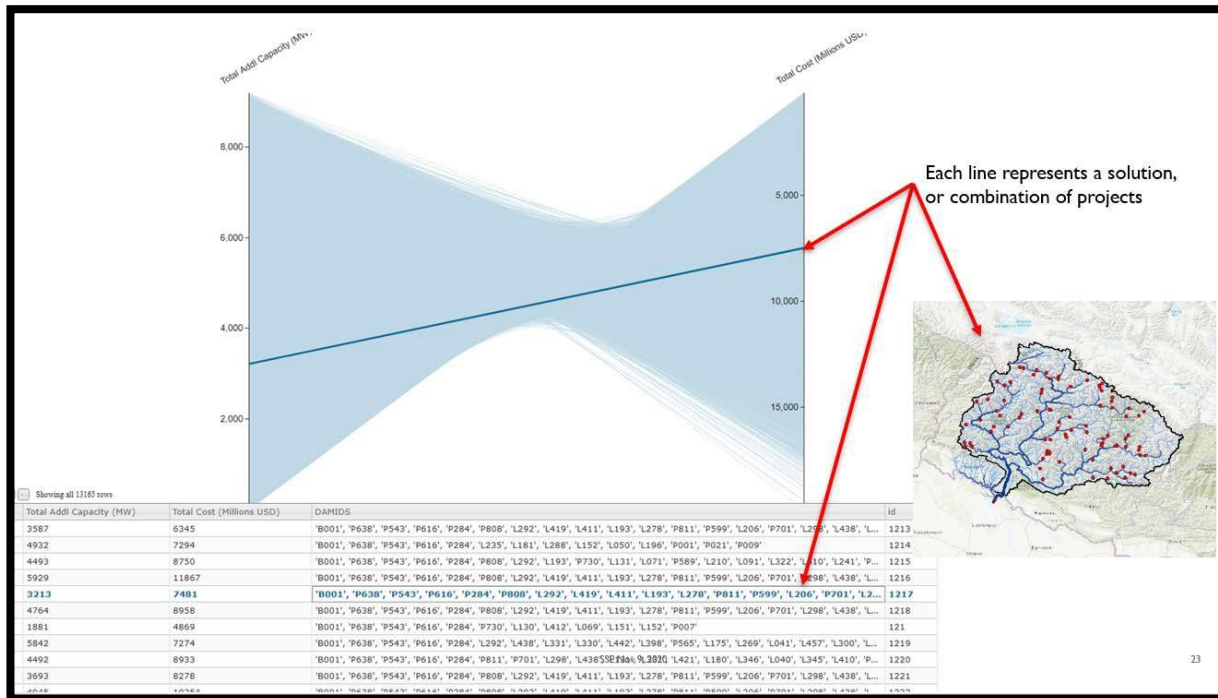 Total Addl Capacity (MW)
Total Cost (Millions USD)
8,000
6,000
4,000
2,000
5,000
10,000
15,000
Each line represents a solution,
or combination of projects
Showing all 13165 rows
Total Addl Capacity (MW) Total Cost (Millions USD) DAMIDS id
3587 6345 'B001', 'P638', 'P543', 'P616', 'P284', 'P808', 'L292', 'L419', 'L411', 'L193', 'L278', 'P811', 'P599', 'L206', 'P701', 'L298', 'L438', 'L... 1213
4932 7294 'B001', 'P638', 'P543', 'P616', 'P284', 'L235', 'L181', 'L288', 'L152', 'L050', 'L196', 'P001', 'P021', 'P009' 1214
4493 8750 'B001', 'P638', 'P543', 'P616', 'P284', 'P808', 'L292', 'L193', 'P730', 'L131', 'L071', 'P589', 'L210', 'L091', 'L322', 'L410', 'L241', 'P... 1215
5929 11867 'B001', 'P638', 'P543', 'P616', 'P284', 'P808', 'L292', 'L419', 'L411', 'L193', 'L278', 'P811', 'P599', 'L206', 'P701', 'L298', 'L438', 'L... 1216
3213 7481 'B001', 'P638', 'P543', 'P616', 'P284', 'P808', 'L292', 'L419', 'L411', 'L193', 'L278', 'P811', 'P599', 'L206', 'P701', 'L2... 1217
4764 8958 'B001', 'P638', 'P543', 'P616', 'P284', 'P808', 'L292', 'L419', 'L411', 'L193', 'L278', 'P811', 'P599', 'L206', 'P701', 'L298', 'L438', 'L... 1218
1881 4869 'B001', 'P638', 'P543', 'P616', 'P284', 'P730', 'L130', 'L412', 'L069', 'L151', 'L152', 'P007' 121
5842 7274 'B001', 'P638', 'P543', 'P616', 'P284', 'P808', 'L292', 'L438', 'L331', 'L330', 'L442', 'L398', 'P565', 'L175', 'L269', 'L041', 'L457', 'L300', 'L... 1219
4492 8933 'B001', 'P638', 'P543', 'P616', 'P284', 'P811', 'P701', 'L298', 'L438', 'L421', 'L180', 'L346', 'L040', 'L345', 'L410', 'P... 1220
3693 8278 'B001', 'P638', 'P543', 'P616', 'P284', 'P808', 'L292', 'L419', 'L411', 'L193', 'L278', 'P811', 'P599', 'L206', 'P701', 'L298', 'L438', 'L... 1221
23